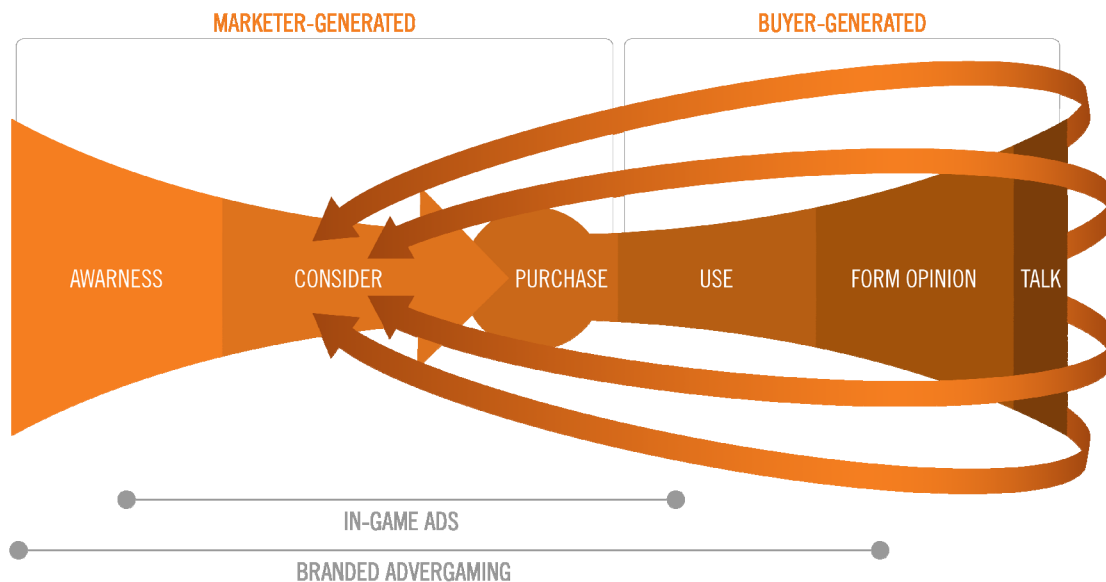 MARKETER-GENERATED
BUYER-GENERATED
AWARNESS
CONSIDER
PURCHASE
USE
FORM OPINION
TALK
IN-GAME ADS
BRANDED ADVERGAMING